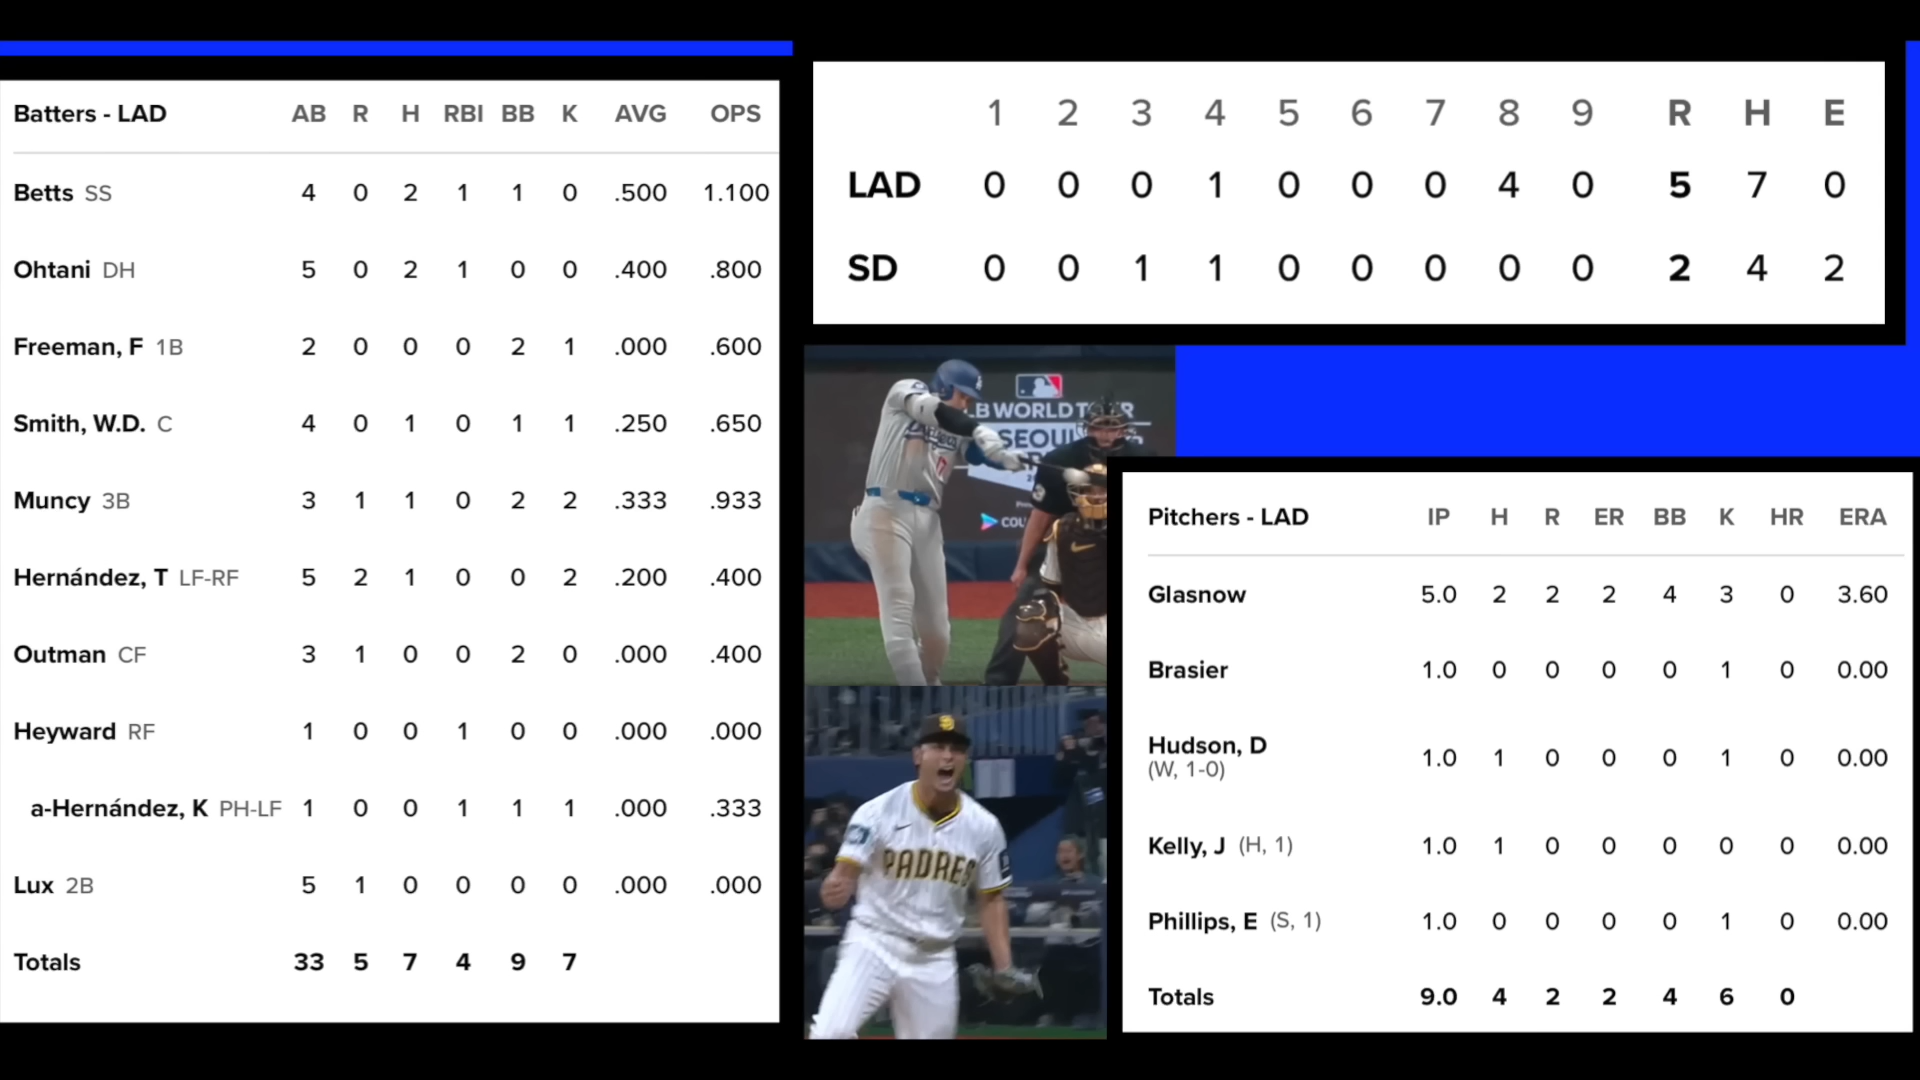 Batters - LAD AB R H RBI BB K AVG OPS
Betts SS 4 0 2 1 1 0 .500 1.100
Ohtani DH 5 0 2 1 0 0 .400 .800
Freeman, F 1B 2 0 0 0 2 1 .000 .600
Smith, W.D. C 4 0 1 0 1 1 .250 .650
Muncy 3B 3 1 1 0 2 2 .333 .933
Hernández, T LF-RF 5 2 1 0 0 2 .200 .400
Outman CF 3 1 0 0 2 0 .000 .400
Heyward RF 1 0 0 1 0 0 .000 .000
a-Hernández, K PH-LF 1 0 0 1 1 1 .000 .333
Lux 2B 5 1 0 0 0 0 .000 .000
Totals 33 5 7 4 9 7
1 2 3 4 5 6 7 8 9 R H E
LAD 0 0 0 1 0 0 0 4 0 5 7 0
SD 0 0 1 1 0 0 0 0 0 2 4 2
WORLD
SEOUL
17
COU
PADRES
Pitchers - LAD IP H R ER BB K HR ERA
Glasnow 5.0 2 2 2 4 3 0 3.60
Brasier 1.0 0 0 0 0 1 0 0.00
Hudson, D 1.0 1 0 0 0 1 0 0.00
(W, 1-0)
Kelly, J (H, 1) 1.0 1 0 0 0 0 0 0.00
Phillips, E (S, 1) 1.0 0 0 0 0 1 0 0.00
Totals 9.0 4 2 2 4 6 0